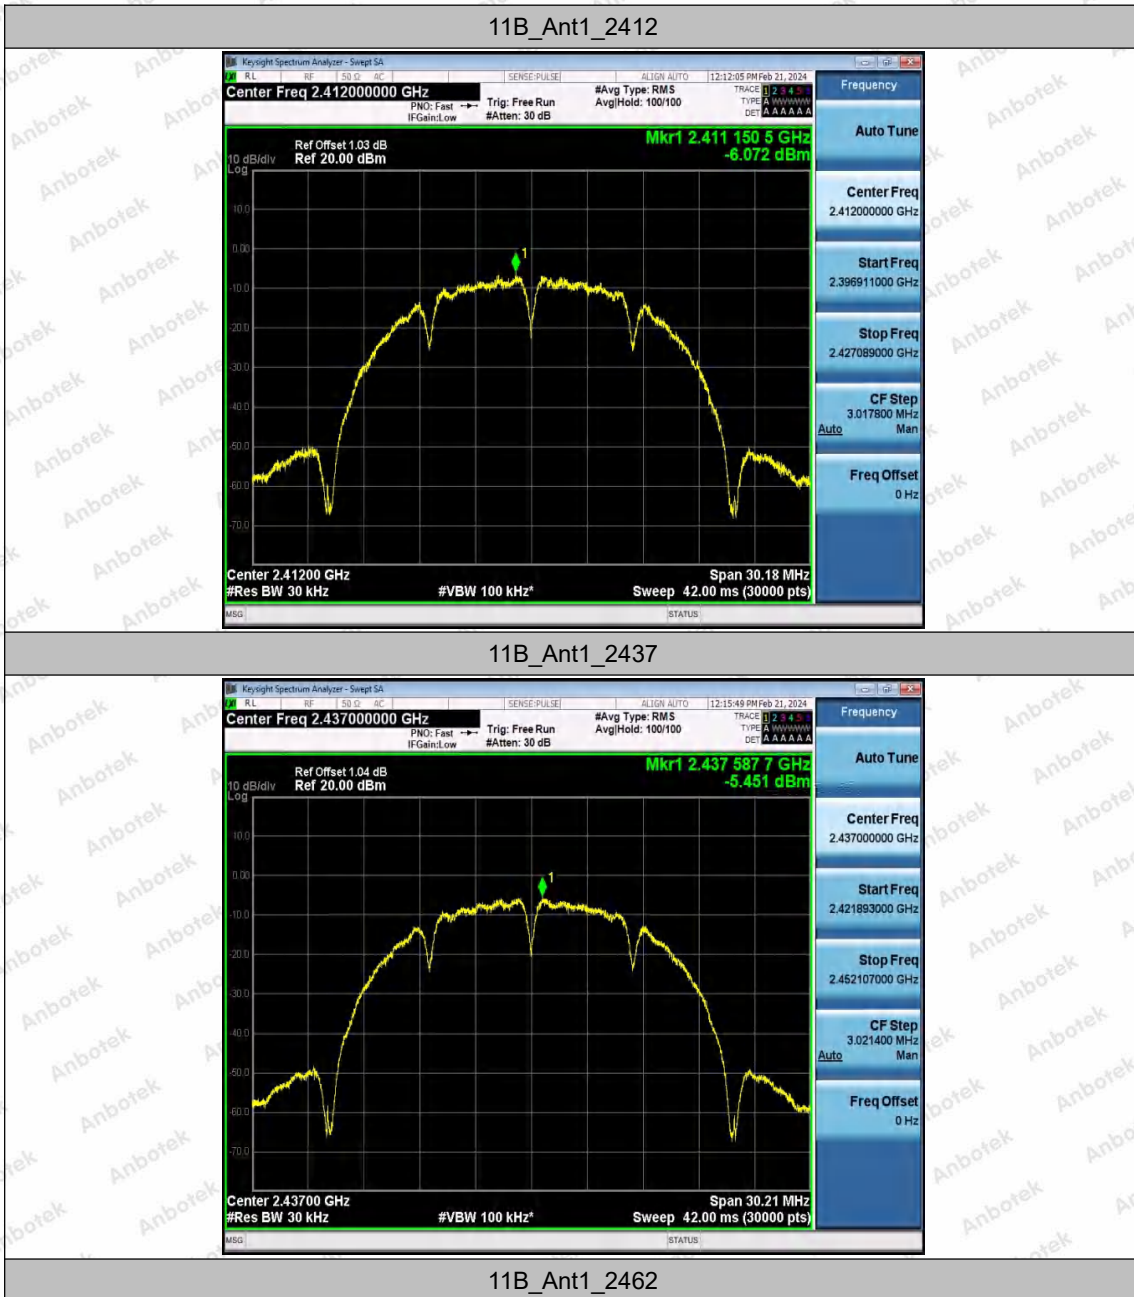 11B_Ant1_2412
Keysight Spectrum Analyzer - Swept SA
RL RF 50 Ω AC SENSE:PULSE ALIGN AUTO 12:12:05 PM Feb 21, 2024
Center Freq 2.412000000 GHz
PNO: Fast
IFGain:Low
Trig: Free Run
#Atten: 30 dB
#Avg Type: RMS
Avg|Hold: 100/100
TRACE 1 2 3 4 5 6
TYPE A WWWWW
DET A A A A A A
Frequency
Mkr1 2.411 150 5 GHz
-6.072 dBm
Ref Offset 1.03 dB
10 dB/div Ref 20.00 dBm
Log
10.0
0.00
-10.0
-20.0
-30.0
-40.0
-50.0
-60.0
-70.0
1
Auto Tune
Center Freq
2.412000000 GHz
Start Freq
2.396911000 GHz
Stop Freq
2.427089000 GHz
CF Step
3.017800 MHz
Auto Man
Freq Offset
0 Hz
Center 2.41200 GHz Span 30.18 MHz
#Res BW 30 kHz #VBW 100 kHz* Sweep 42.00 ms (30000 pts)
MSG STATUS
11B_Ant1_2437
Keysight Spectrum Analyzer - Swept SA
RL RF 50 Ω AC SENSE:PULSE ALIGN AUTO 12:15:49 PM Feb 21, 2024
Center Freq 2.437000000 GHz
PNO: Fast
IFGain:Low
Trig: Free Run
#Atten: 30 dB
#Avg Type: RMS
Avg|Hold: 100/100
TRACE 1 2 3 4 5 6
TYPE A WWWWW
DET A A A A A A
Frequency
Mkr1 2.437 587 7 GHz
-5.451 dBm
Ref Offset 1.04 dB
10 dB/div Ref 20.00 dBm
Log
10.0
0.00
-10.0
-20.0
-30.0
-40.0
-50.0
-60.0
-70.0
1
Auto Tune
Center Freq
2.437000000 GHz
Start Freq
2.421893000 GHz
Stop Freq
2.452107000 GHz
CF Step
3.021400 MHz
Auto Man
Freq Offset
0 Hz
Center 2.43700 GHz Span 30.21 MHz
#Res BW 30 kHz #VBW 100 kHz* Sweep 42.00 ms (30000 pts)
MSG STATUS
11B_Ant1_2462
Anbotek